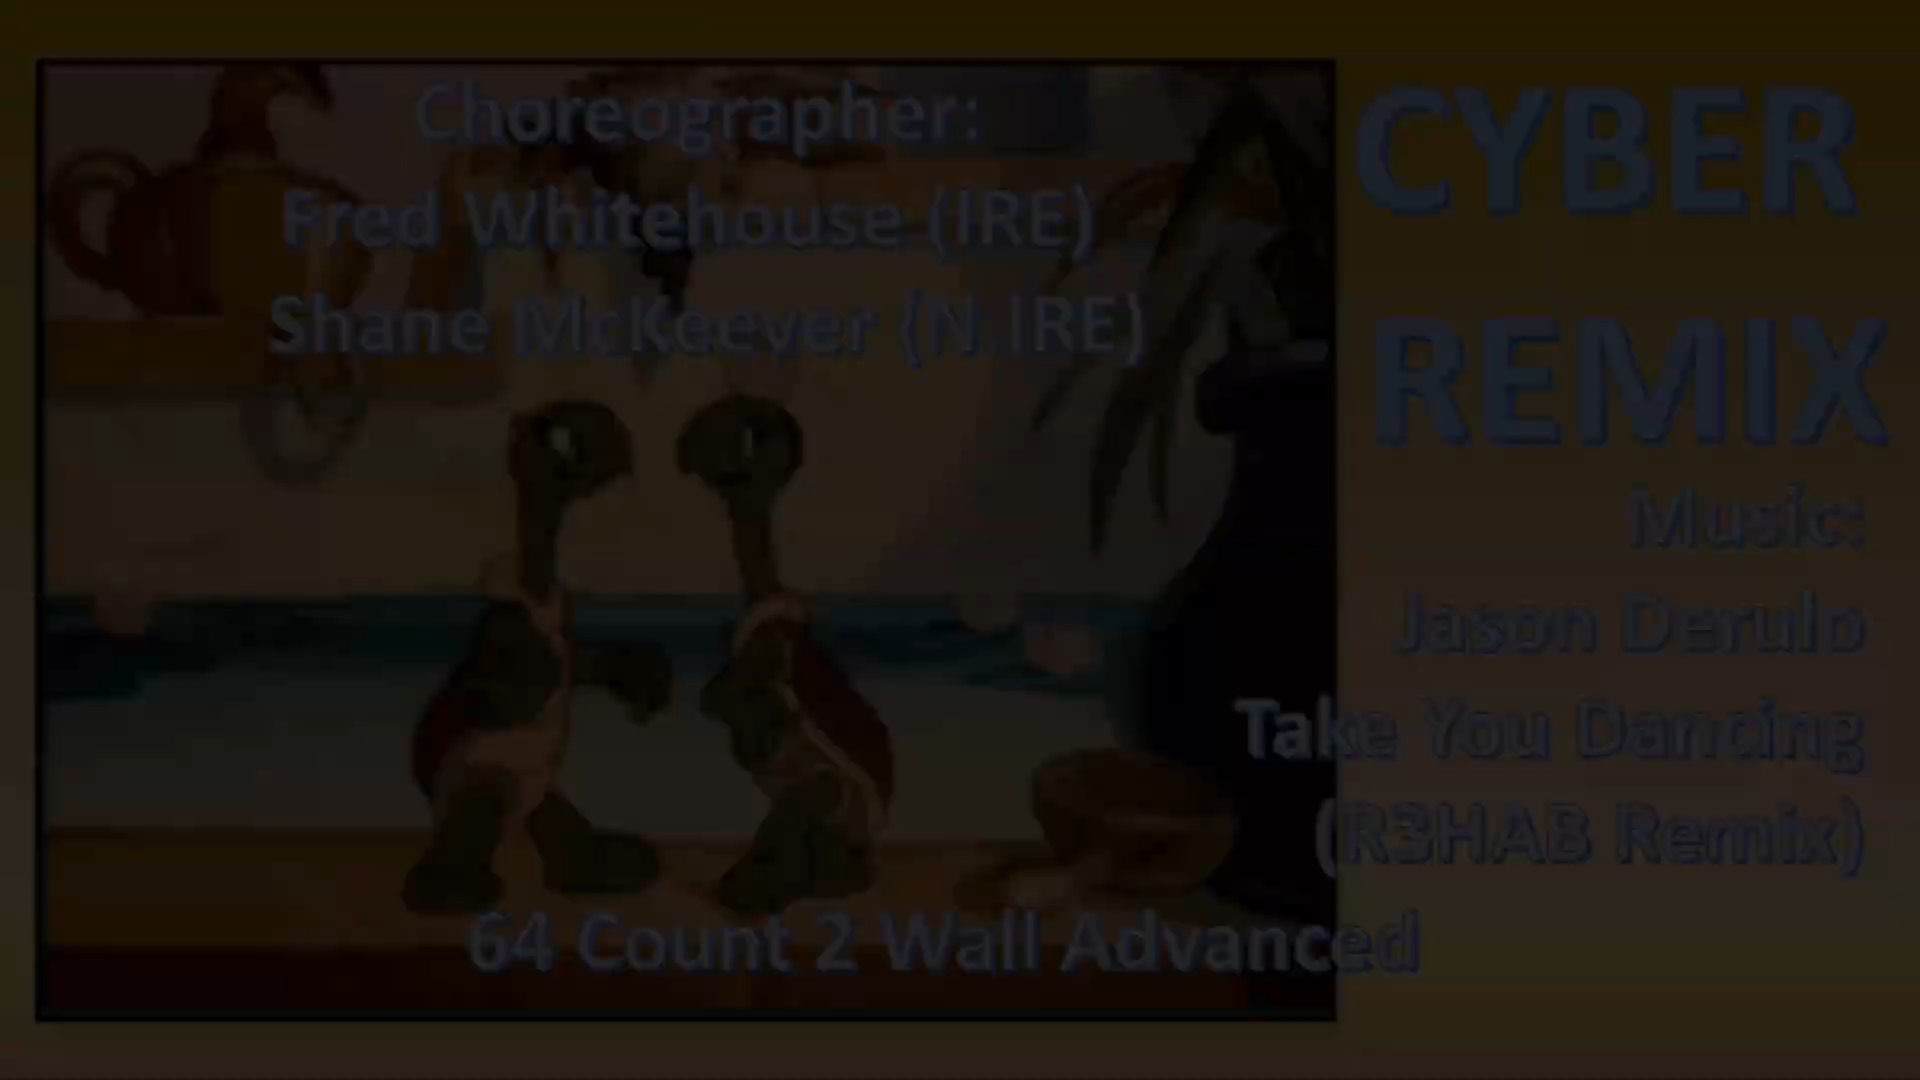 Choreographer:
Fred Whitehouse (IRE)
Shane McKeever (N.IRE)
CYBER
REMIX
Music:
Jason Derulo
Take You Dancing
(R3HAB Remix)
64 Count 2 Wall Advanced